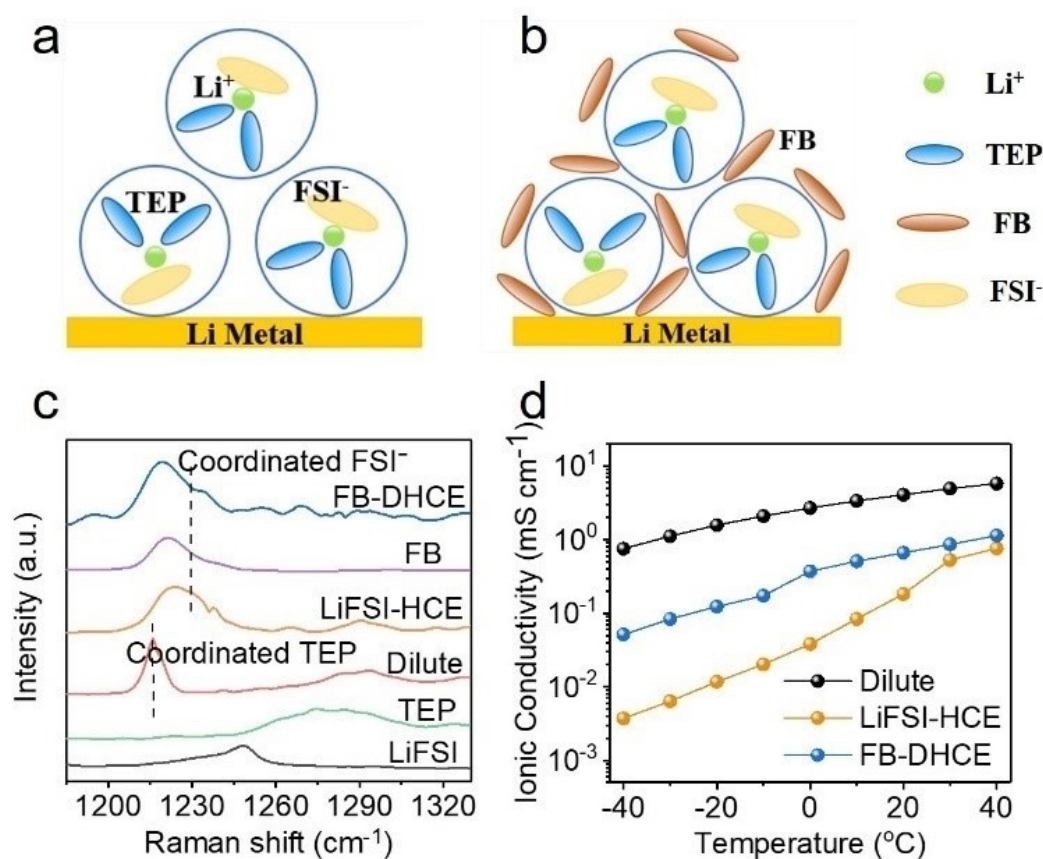 a
Li⁺
TEP
FSI⁻
Li Metal
b
FB
Li Metal
Li⁺
TEP
FB
FSI⁻
c
Intensity (a.u.)
Coordinated FSI⁻
FB-DHCE
FB
LiFSI-HCE
Coordinated TEP
Dilute
TEP
LiFSI
1200 1230 1260 1290 1320
Raman shift (cm⁻¹)
d
Ionic Conductivity (mS cm⁻¹)
10¹
10⁰
10⁻¹
10⁻²
10⁻³
Dilute
LiFSI-HCE
FB-DHCE
-40 -20 0 20 40
Temperature (ºC)